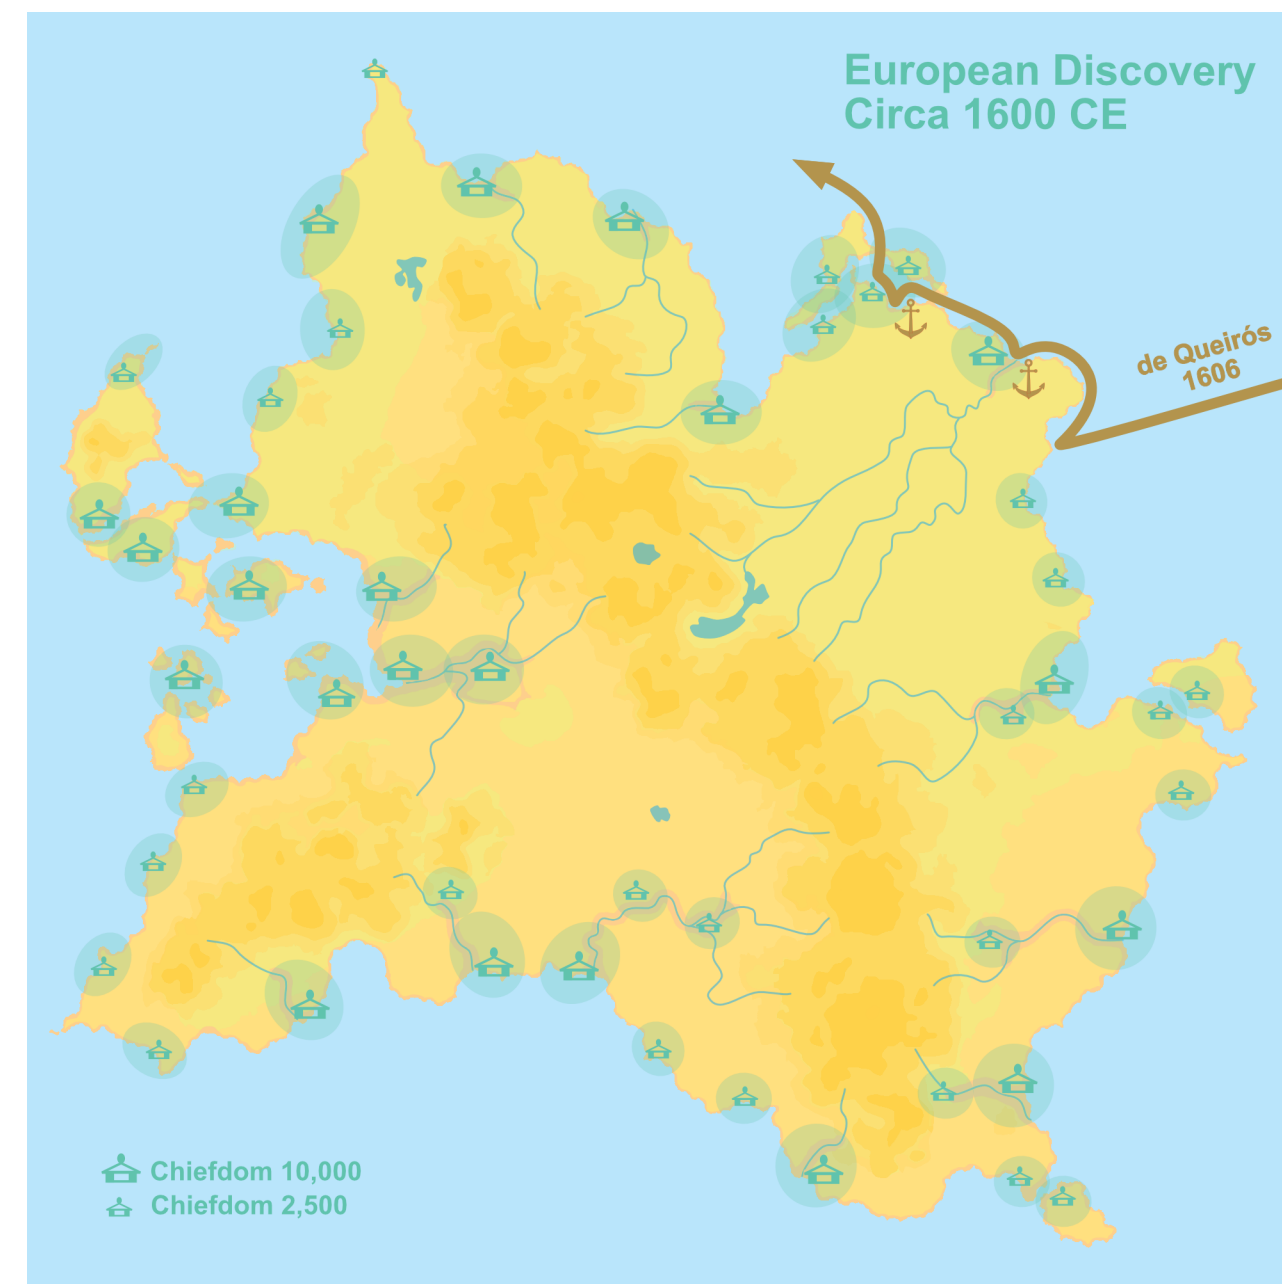 European Discovery
Circa 1600 CE
de Queirós
1606
Chiefdom 10,000
Chiefdom 2,500